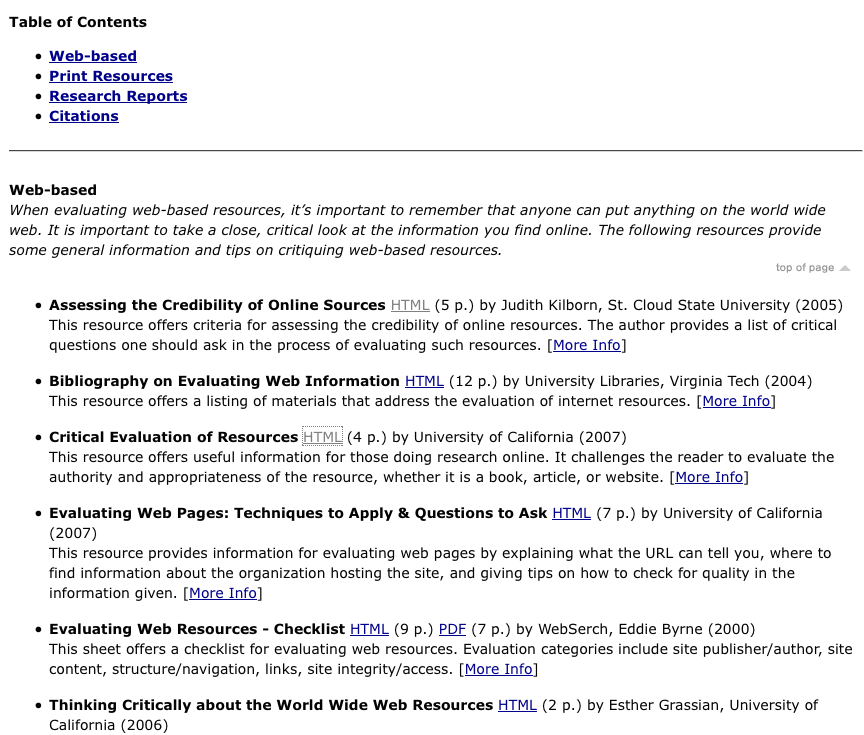 Table of Contents
• Web-based
• Print Resources
• Research Reports
• Citations
Web-based
When evaluating web-based resources, it’s important to remember that anyone can put anything on the world wide
web. It is important to take a close, critical look at the information you find online. The following resources provide
some general information and tips on critiquing web-based resources.
top of page
• Assessing the Credibility of Online Sources HTML (5 p.) by Judith Kilborn, St. Cloud State University (2005)
This resource offers criteria for assessing the credibility of online resources. The author provides a list of critical
questions one should ask in the process of evaluating such resources. [More Info]
• Bibliography on Evaluating Web Information HTML (12 p.) by University Libraries, Virginia Tech (2004)
This resource offers a listing of materials that address the evaluation of internet resources. [More Info]
• Critical Evaluation of Resources HTML (4 p.) by University of California (2007)
This resource offers useful information for those doing research online. It challenges the reader to evaluate the
authority and appropriateness of the resource, whether it is a book, article, or website. [More Info]
• Evaluating Web Pages: Techniques to Apply & Questions to Ask HTML (7 p.) by University of California
(2007)
This resource provides information for evaluating web pages by explaining what the URL can tell you, where to
find information about the organization hosting the site, and giving tips on how to check for quality in the
information given. [More Info]
• Evaluating Web Resources - Checklist HTML (9 p.) PDF (7 p.) by WebSerch, Eddie Byrne (2000)
This sheet offers a checklist for evaluating web resources. Evaluation categories include site publisher/author, site
content, structure/navigation, links, site integrity/access. [More Info]
• Thinking Critically about the World Wide Web Resources HTML (2 p.) by Esther Grassian, University of
California (2006)